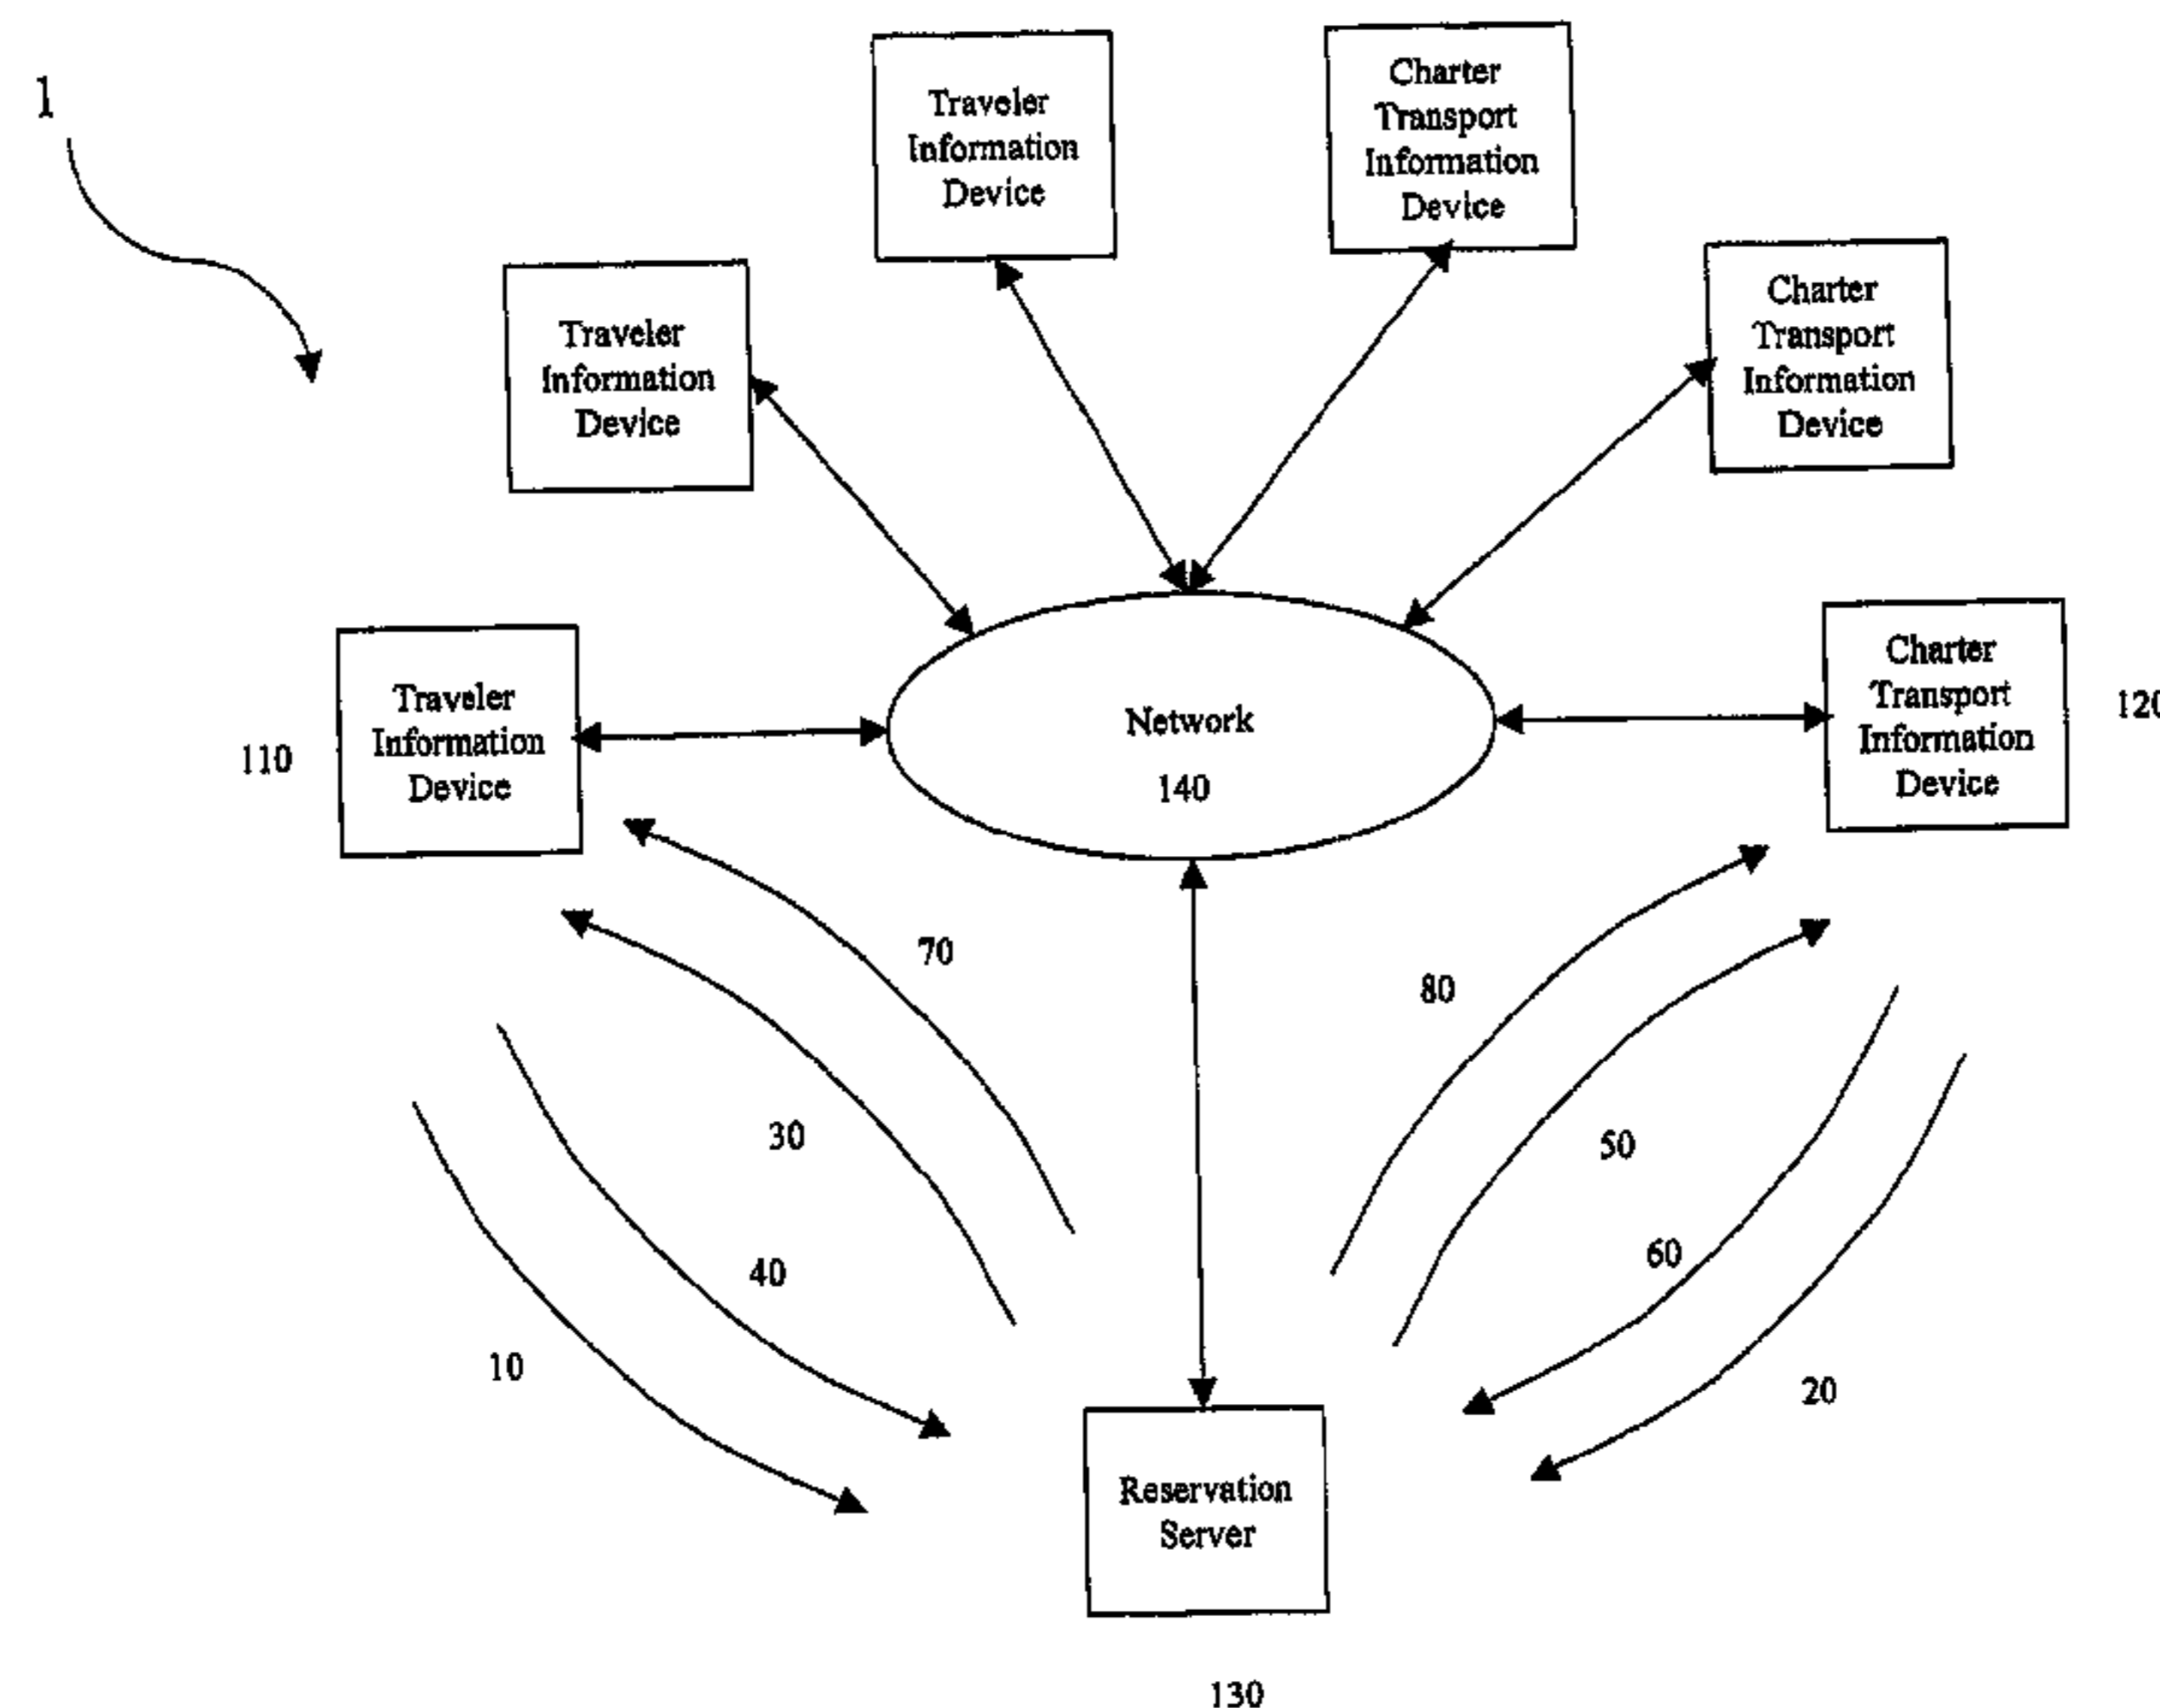 1
Traveler
Information
Device
Charter
Transport
Information
Device
Traveler
Information
Device
Charter
Transport
Information
Device
Traveler
Information
Device
110
Network
140
Charter
Transport
Information
Device
120
70
80
30
50
40
60
10
20
Reservation
Server
130